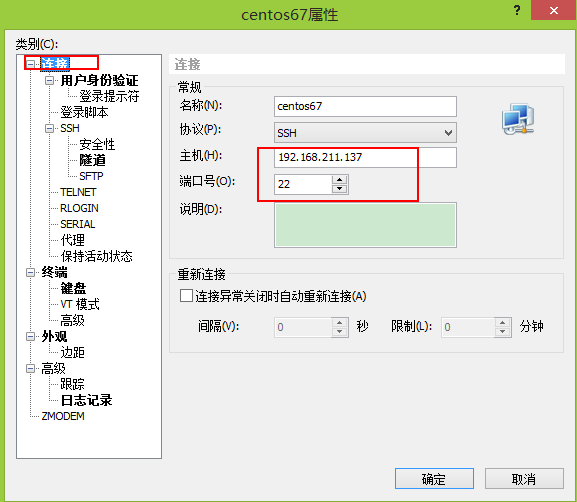 centos67属性
?
类别(C):
连接
用户身份验证
登录提示符
登录脚本
SSH
安全性
隧道
SFTP
TELNET
RLOGIN
SERIAL
代理
保持活动状态
终端
键盘
VT 模式
高级
外观
边距
高级
跟踪
日志记录
ZMODEM
连接
常规
名称(N): centos67
协议(P): SSH
主机(H): 192.168.211.137
端口号(O): 22
说明(D):
重新连接
连接异常关闭时自动重新连接(A)
间隔(V): 0 秒 限制(L): 0 分钟
确定 取消